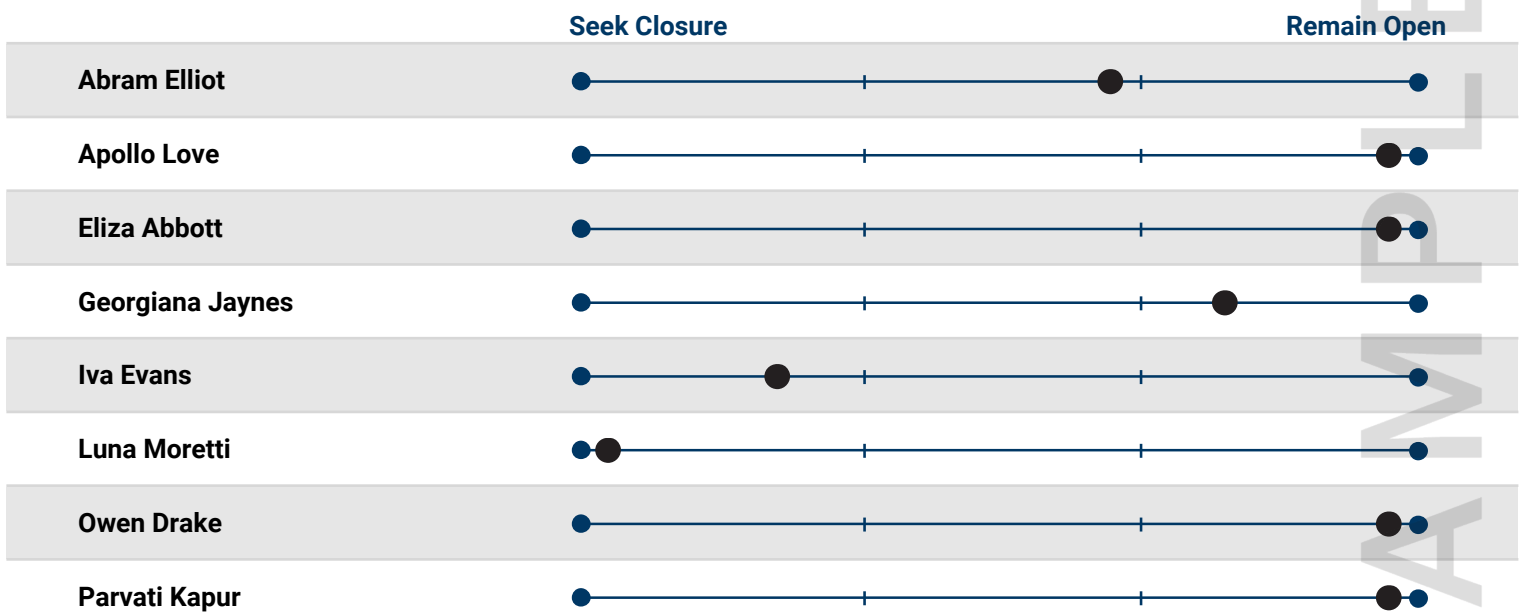 Seek Closure Remain Open
Abram Elliot
Apollo Love
Eliza Abbott
Georgiana Jaynes
Iva Evans
Luna Moretti
Owen Drake
Parvati Kapur
A M P L E